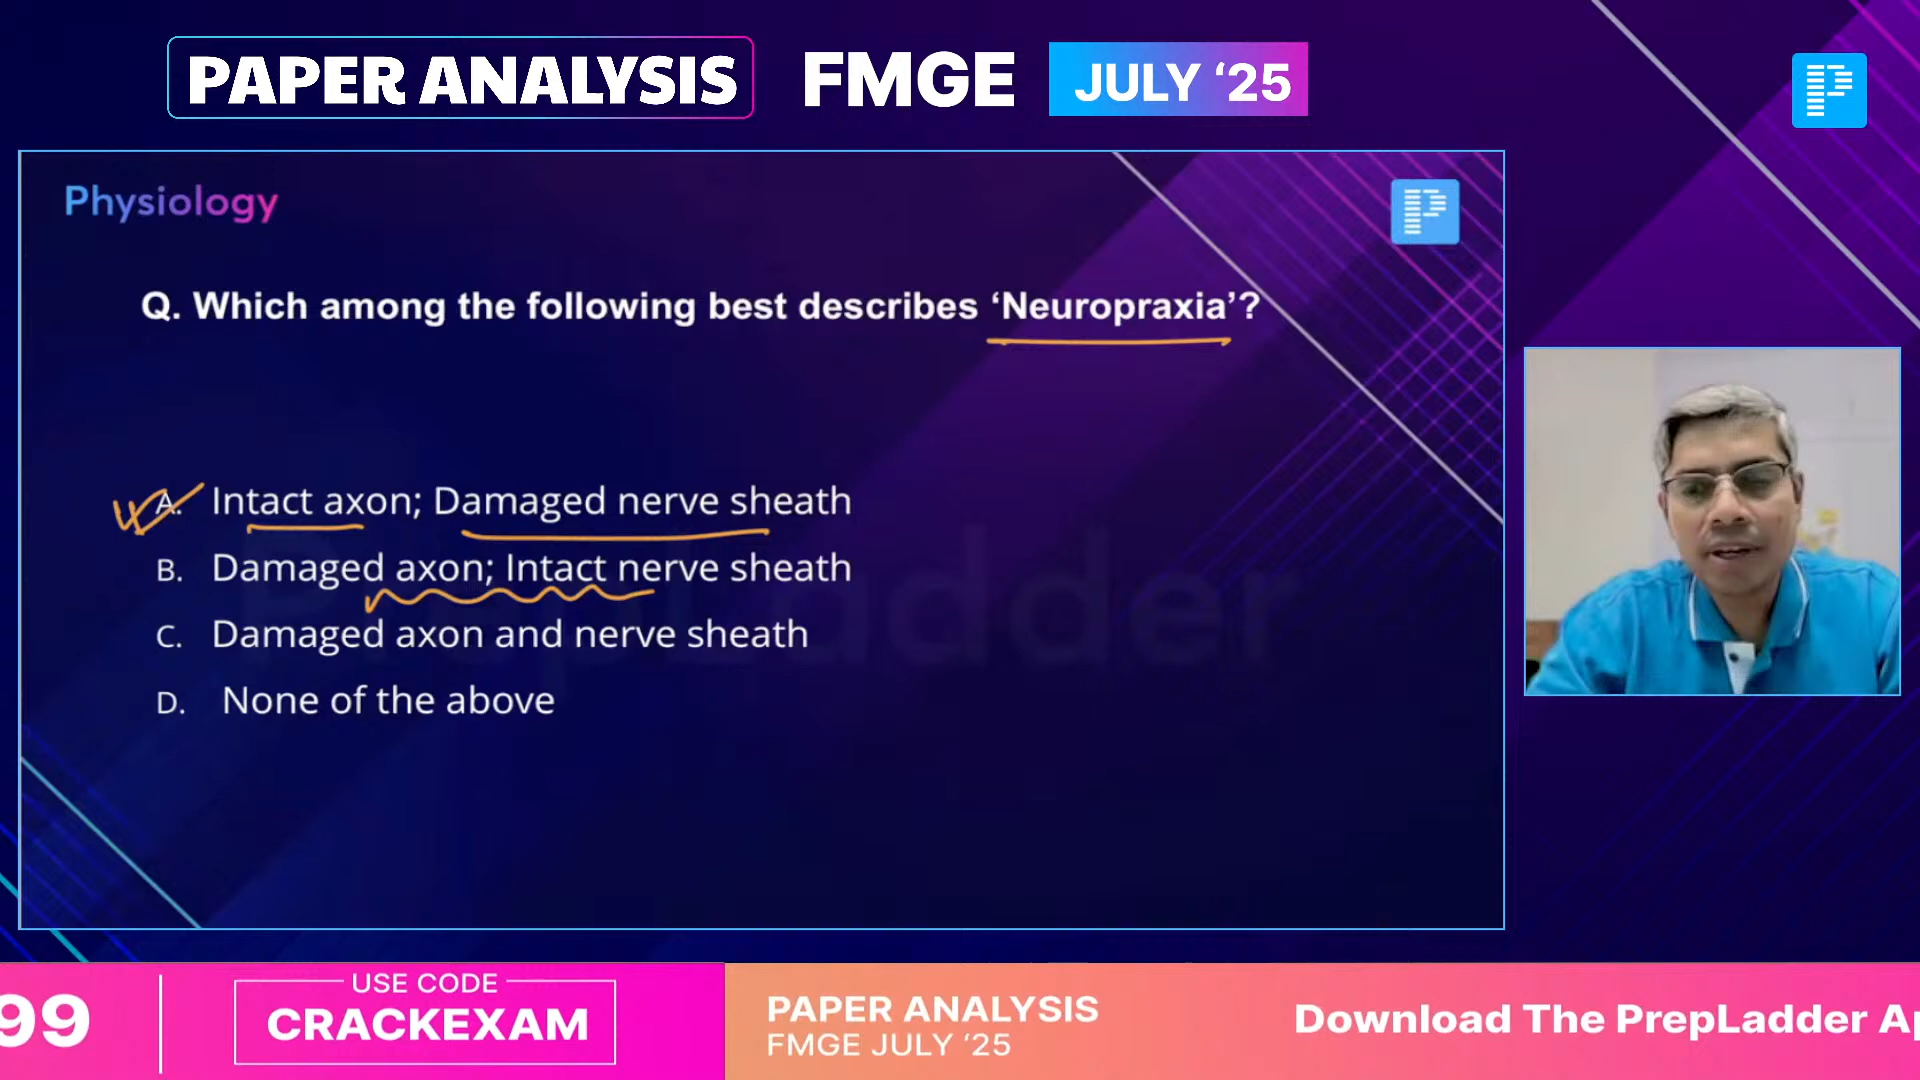 PAPER ANALYSIS FMGE JULY ‘25
Physiology
Q. Which among the following best describes ‘Neuropraxia’?
A. Intact axon; Damaged nerve sheath
B. Damaged axon; Intact nerve sheath
C. Damaged axon and nerve sheath
D. None of the above
PrepLadder
99
USE CODE
CRACKEXAM
PAPER ANALYSIS
FMGE JULY ‘25
Download The PrepLadder Ap